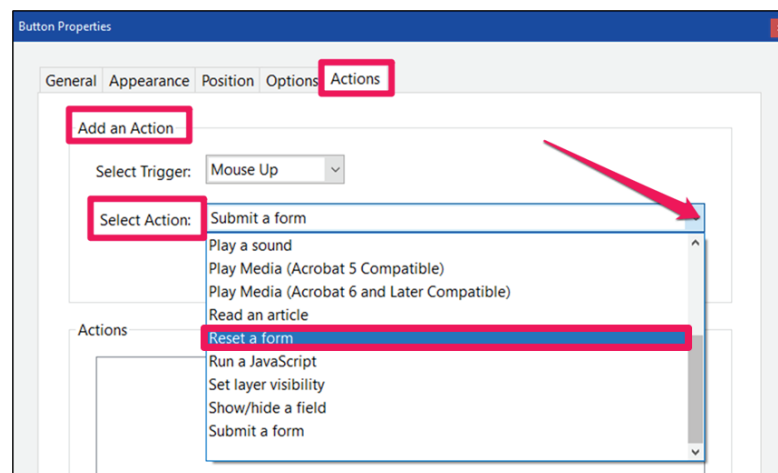 Button Properties
General Appearance Position Options Actions
Add an Action
Select Trigger: Mouse Up
Select Action: Submit a form
Play a sound
Play Media (Acrobat 5 Compatible)
Play Media (Acrobat 6 and Later Compatible)
Read an article
Actions
Reset a form
Run a JavaScript
Set layer visibility
Show/hide a field
Submit a form